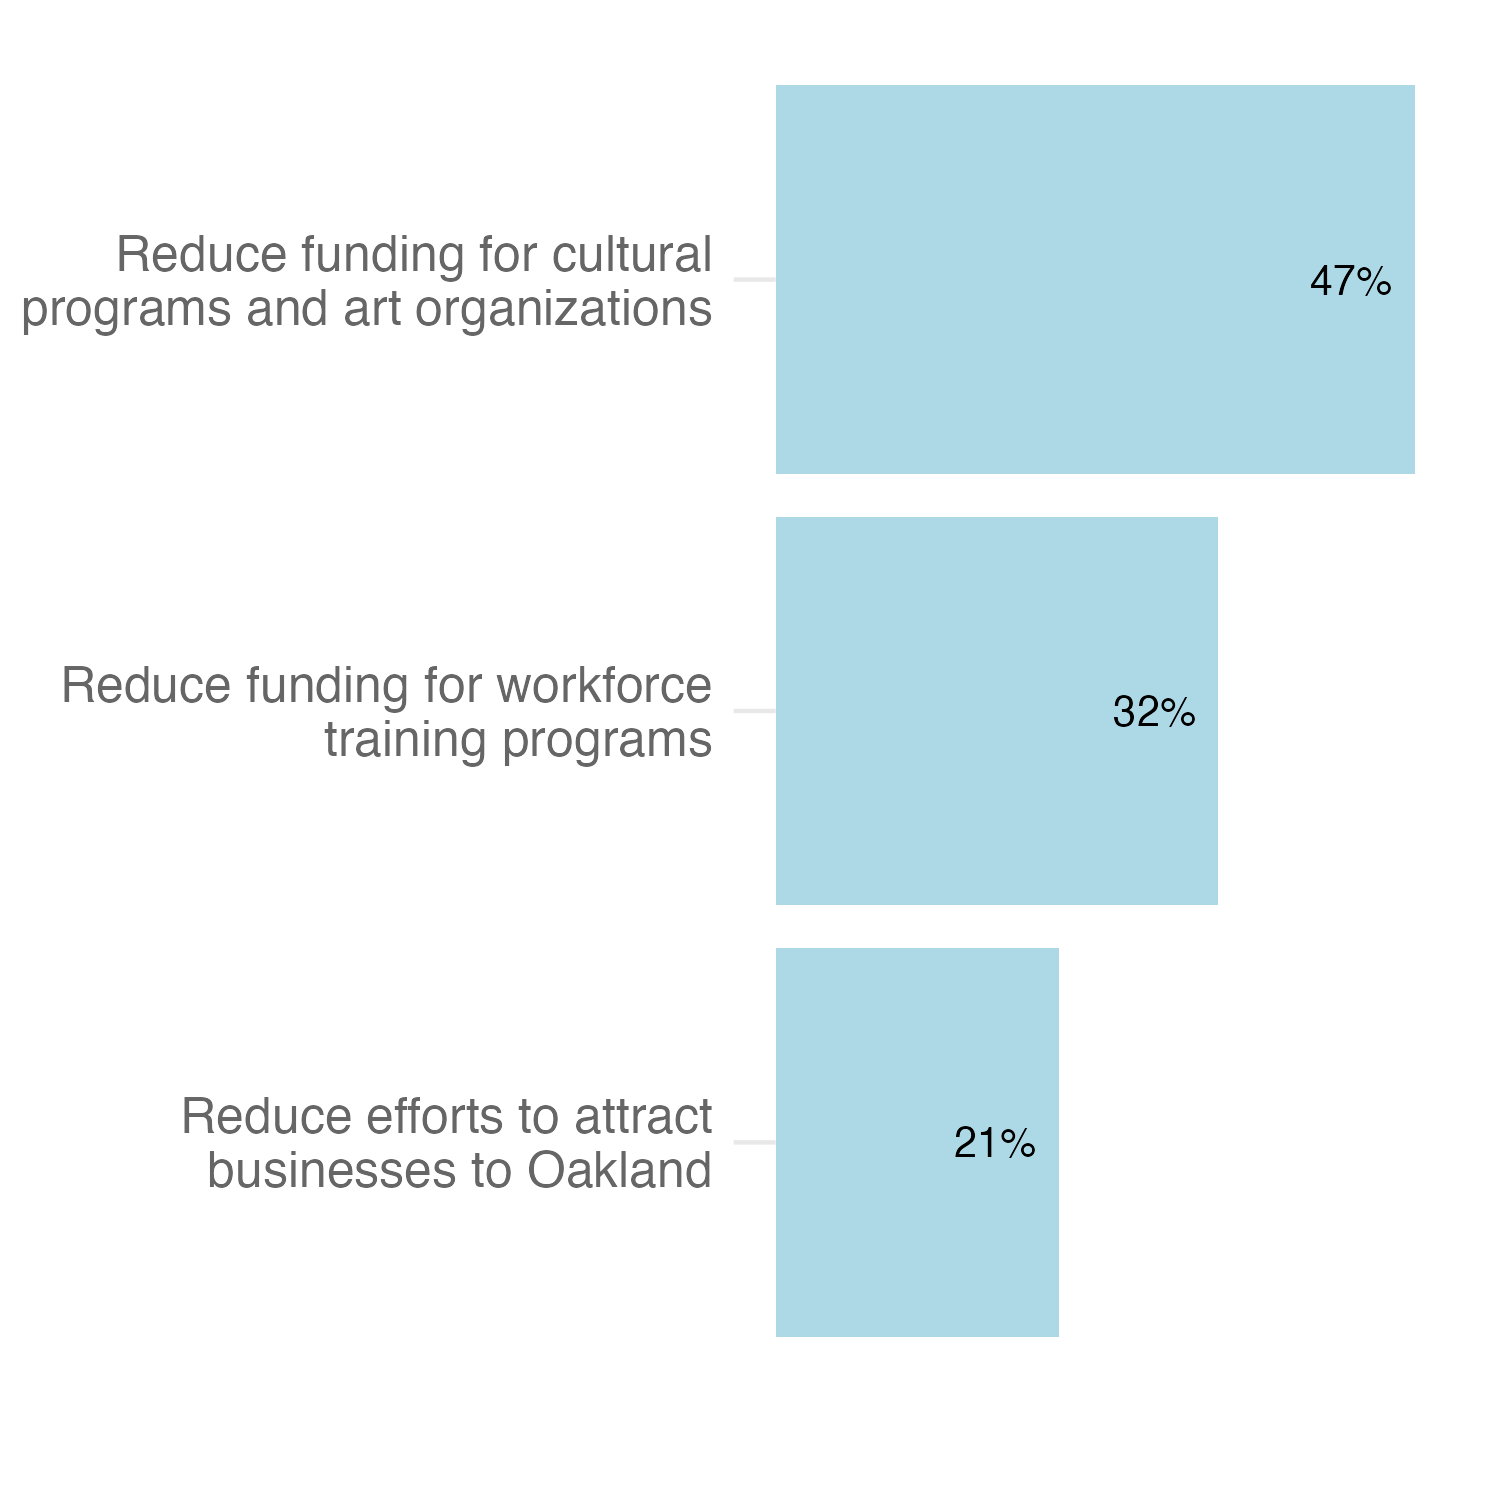 Reduce funding for cultural
programs and art organizations
47%
Reduce funding for workforce
training programs
32%
Reduce efforts to attract
businesses to Oakland
21%